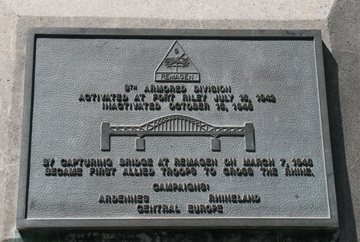 9
REMAGEN
9TH ARMORED DIVISION
ACTIVATED AT FORT RILEY JULY 15, 1942
INACTIVATED OCTOBER 13, 1945
BY CAPTURING BRIDGE AT REMAGEN ON MARCH 7, 1945
BECAME FIRST ALLIED TROOPS TO CROSS THE RHINE.
CAMPAIGNS:
ARDENNES RHINELAND
CENTRAL EUROPE